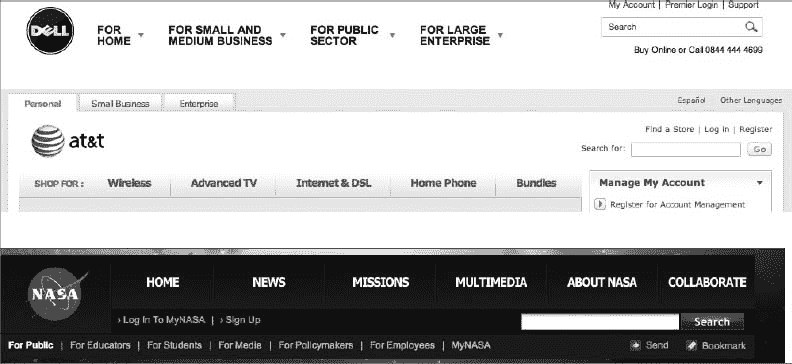 My Account | Premier Login | Support
DELL
FOR HOME
FOR SMALL AND MEDIUM BUSINESS
FOR PUBLIC SECTOR
FOR LARGE ENTERPRISE
Search
Buy Online or Call 0844 444 4699
Personal Small Business Enterprise Español Other Languages
at&t
Find a Store | Log in | Register
Search for: Go
SHOP FOR : Wireless Advanced TV Internet & DSL Home Phone Bundles
Manage My Account
Register for Account Management
NASA
HOME NEWS MISSIONS MULTIMEDIA ABOUT NASA COLLABORATE
› Log In To MyNASA | › Sign Up Search
For Public | For Educators | For Students | For Media | For Policymakers | For Employees | MyNASA Send Bookmark